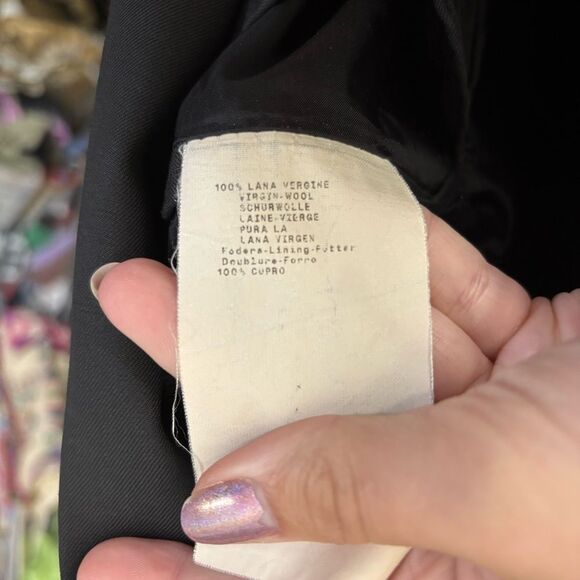 100% LANA VERGINE
VIRGIN-WOOL
SCHURWOLLE
LAINE-VIERGE
PURA LA
LANA VIRGEN
Fodera-Lining-Futter
Doublure-Forro
100% CUPRO